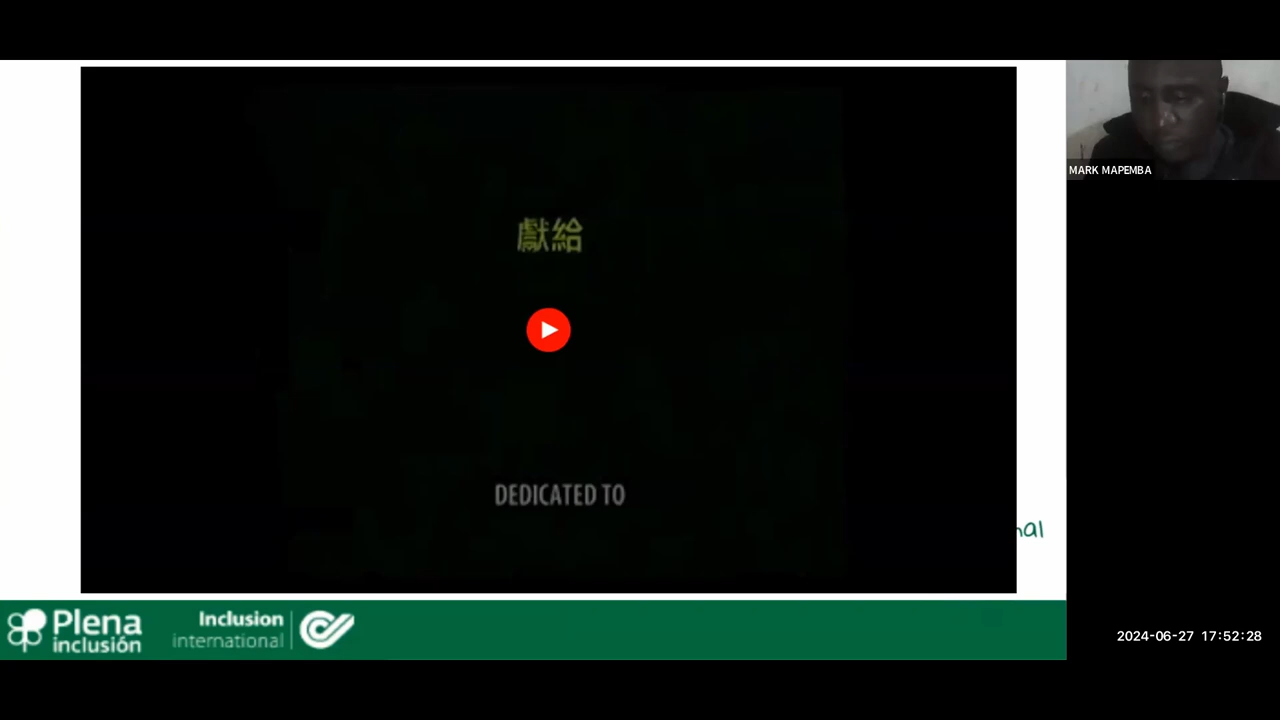 獻給
DEDICATED TO
MARK MAPEMBA
nal
Plena
inclusión
Inclusion
international
2024-06-27 17:52:28